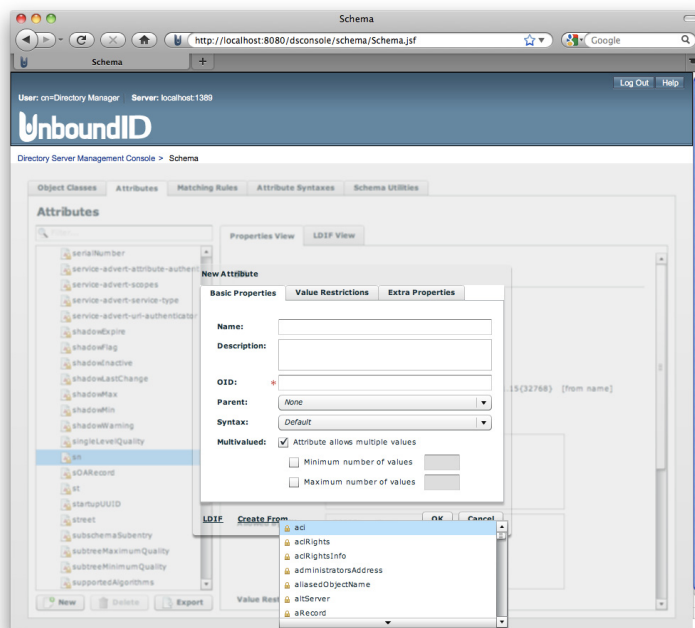 Schema
http://localhost:8080/dsconsole/schema/Schema.jsf
Google
Schema
+
Log Out Help
User: cn=Directory Manager Server: localhost:1389
UnboundID
Directory Server Management Console > Schema
Object Classes Attributes Matching Rules Attribute Syntaxes Schema Utilities
Attributes
Filter...
Properties View LDIF View
serialNumber
service-advert-attribute-authent
service-advert-scopes
service-advert-service-type
service-advert-url-authenticator
shadowExpire
shadowFlag
shadowInactive
shadowLastChange
shadowMax
shadowMin
shadowWarning
singleLevelQuality
sn
sOARecord
st
startupUUID
street
subschemaSubentry
subtreeMaximumQuality
subtreeMinimumQuality
supportedAlgorithms
New Delete Export
New Attribute
Basic Properties Value Restrictions Extra Properties
Name:
Description:
OID: *
Parent: None
Syntax: Default
Multivalued: Attribute allows multiple values
Minimum number of values
Maximum number of values
.15{32768} [from name]
LDIF Create From OK Cancel
aci
aclRights
aclRightsInfo
administratorsAddress
aliasedObjectName
altServer
aRecord
Value Rest